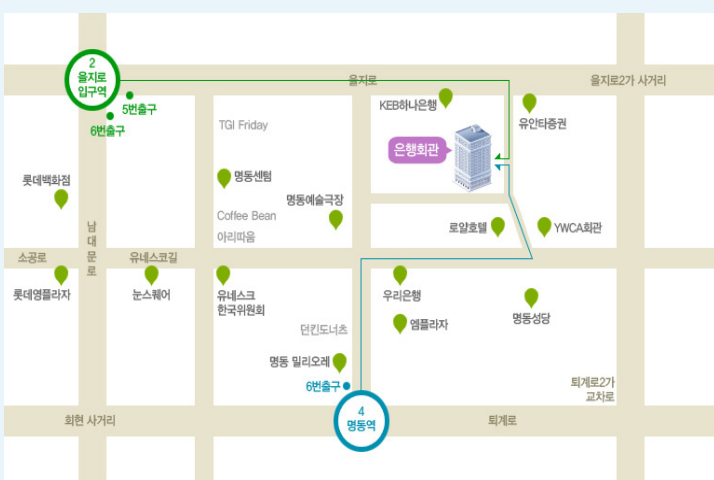 2
을지로
입구역
을지로
을지로2가 사거리
5번출구
6번출구
KEB하나은행
유안타증권
TGI Friday
은행회관
롯데백화점
명동센텀
명동예술극장
Coffee Bean
아리따움
로얄호텔
YWCA회관
남
대
문
로
소공로
유네스코길
롯데영플라자
눈스퀘어
유네스크
한국위원회
우리은행
엠플라자
명동성당
던킨도너츠
명동 밀리오레
6번출구
퇴계로2가
교차로
회현 사거리
4
명동역
퇴계로